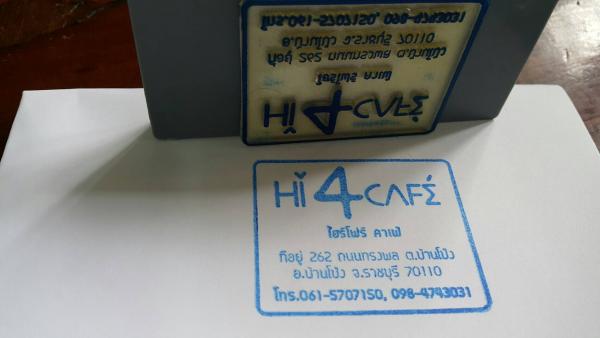 Hi 4 CAFÉ
ไฮร์โฟร์ คาเฟ่
ที่อยู่ 262 ถนนทรงพล ต.บ้านโป่ง
อ.บ้านโป่ง จ.ราชบุรี 70110
โทร.061-5707150, 098-4743031